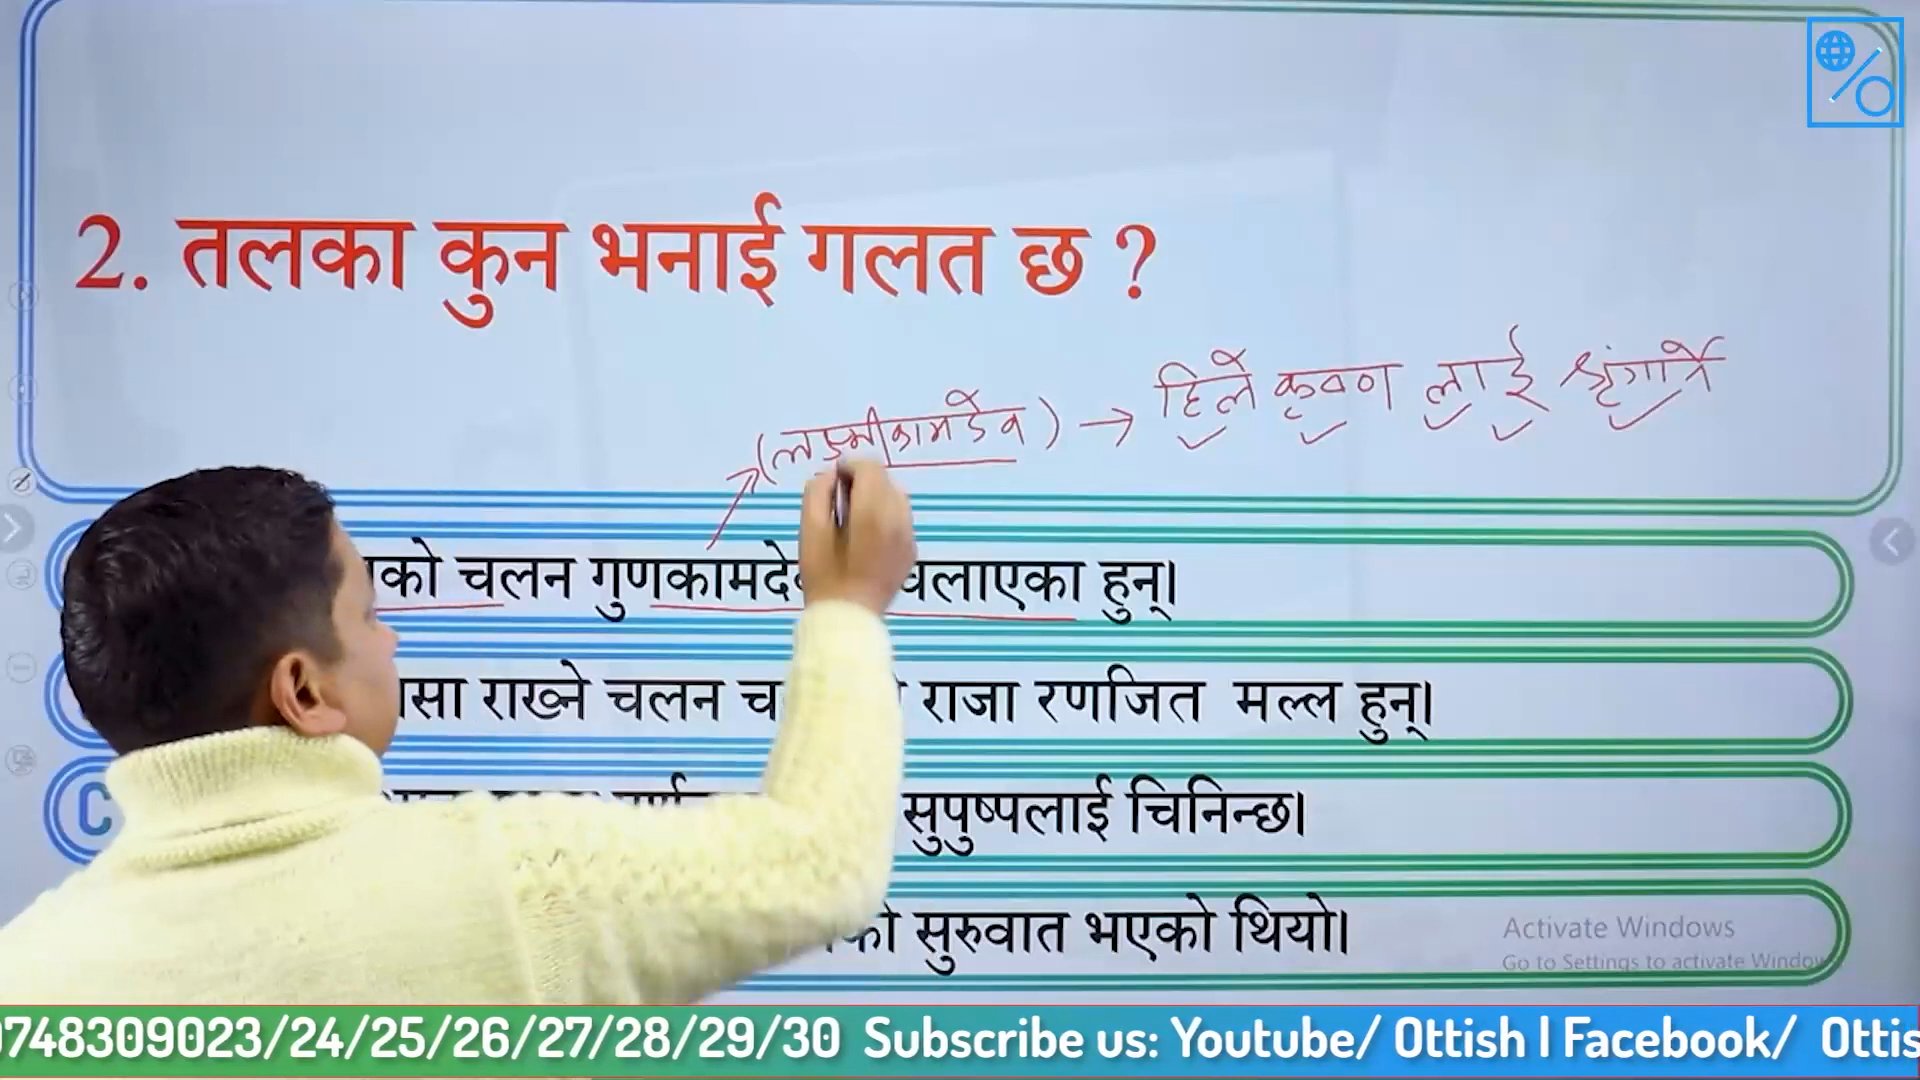 2. तलका कुन भनाई गलत छ ?
हिले कृष्ण लाई श्रृंगार्ने
(लक्ष्मीकामदेव) →
को चलन गुणकामदेव चलाएका हुन्।
राख्ने चलन राजा रणजित मल्ल हुन्।
C सुपुष्पलाई चिनिन्छ।
सुरुवात भएको थियो।
Activate Windows
Go to Settings to activate Window
0748309023/24/25/26/27/28/29/30 Subscribe us: Youtube/ Ottish | Facebook/ Ottis